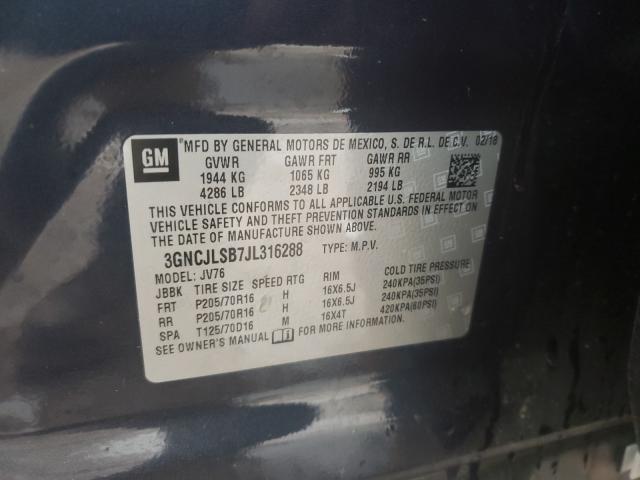 GM
MFD BY GENERAL MOTORS DE MEXICO, S. DE R.L. DE C.V. 02/18
GVWR GAWR FRT GAWR RR
1944 KG 1065 KG 995 KG
4286 LB 2348 LB 2194 LB
THIS VEHICLE CONFORMS TO ALL APPLICABLE U.S. FEDERAL MOTOR
VEHICLE SAFETY AND THEFT PREVENTION STANDARDS IN EFFECT ON
THE DATE OF MANUFACTURE SHOWN ABOVE.
3GNCJLSB7JL316288 TYPE: M.P.V.
MODEL: JV76
JBBK TIRE SIZE SPEED RTG RIM COLD TIRE PRESSURE
FRT P205/70R16 H 16X6.5J 240KPA(35PSI)
RR P205/70R16 H 16X6.5J 240KPA(35PSI)
SPA T125/70D16 M 16X4T 420KPA(60PSI)
SEE OWNER'S MANUAL FOR MORE INFORMATION.